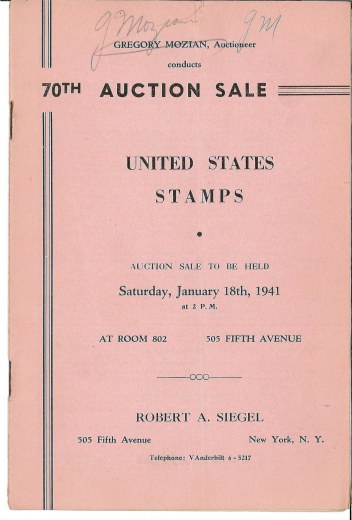 G Mozian GM
GREGORY MOZIAN, Auctioneer
conducts
70TH AUCTION SALE
UNITED STATES
STAMPS
•
AUCTION SALE TO BE HELD
Saturday, January 18th, 1941
at 2 P.M.
AT ROOM 802 505 FIFTH AVENUE
ROBERT A. SIEGEL
505 Fifth Avenue New York, N. Y.
Telephone: VAnderbilt 6-5217